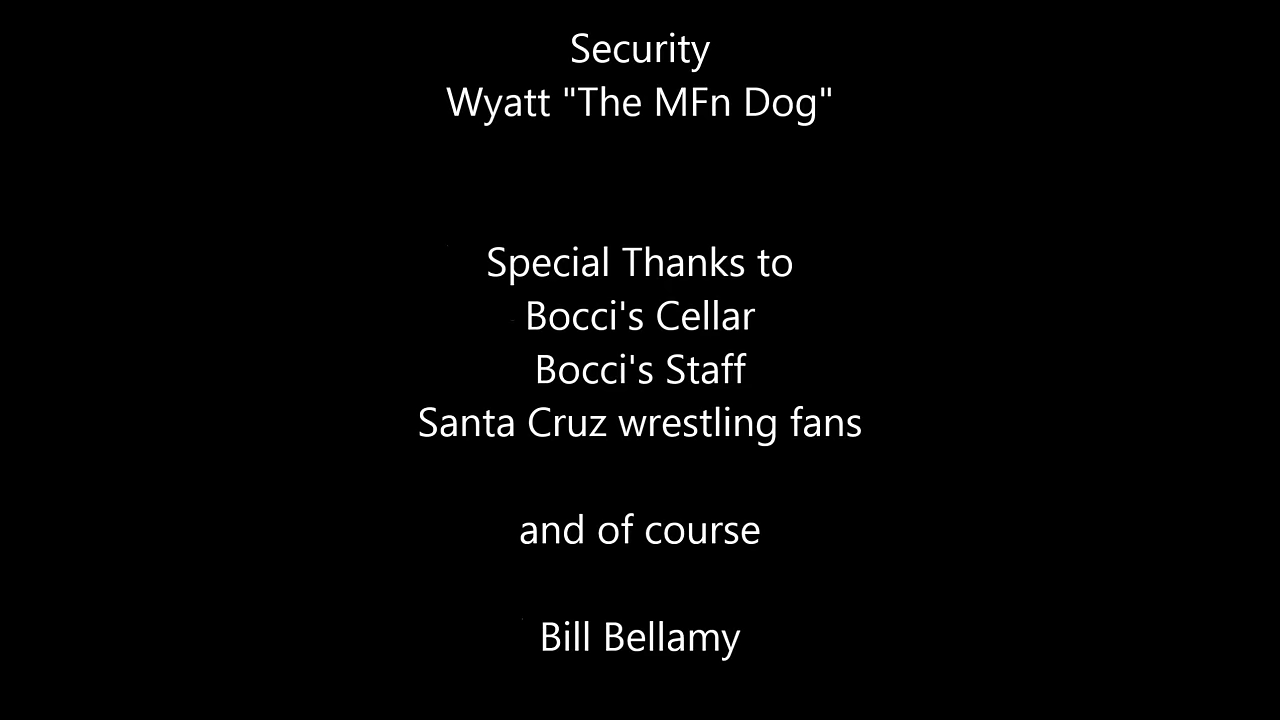 Security
Wyatt "The MFn Dog"
Special Thanks to
Bocci's Cellar
Bocci's Staff
Santa Cruz wrestling fans
and of course
Bill Bellamy